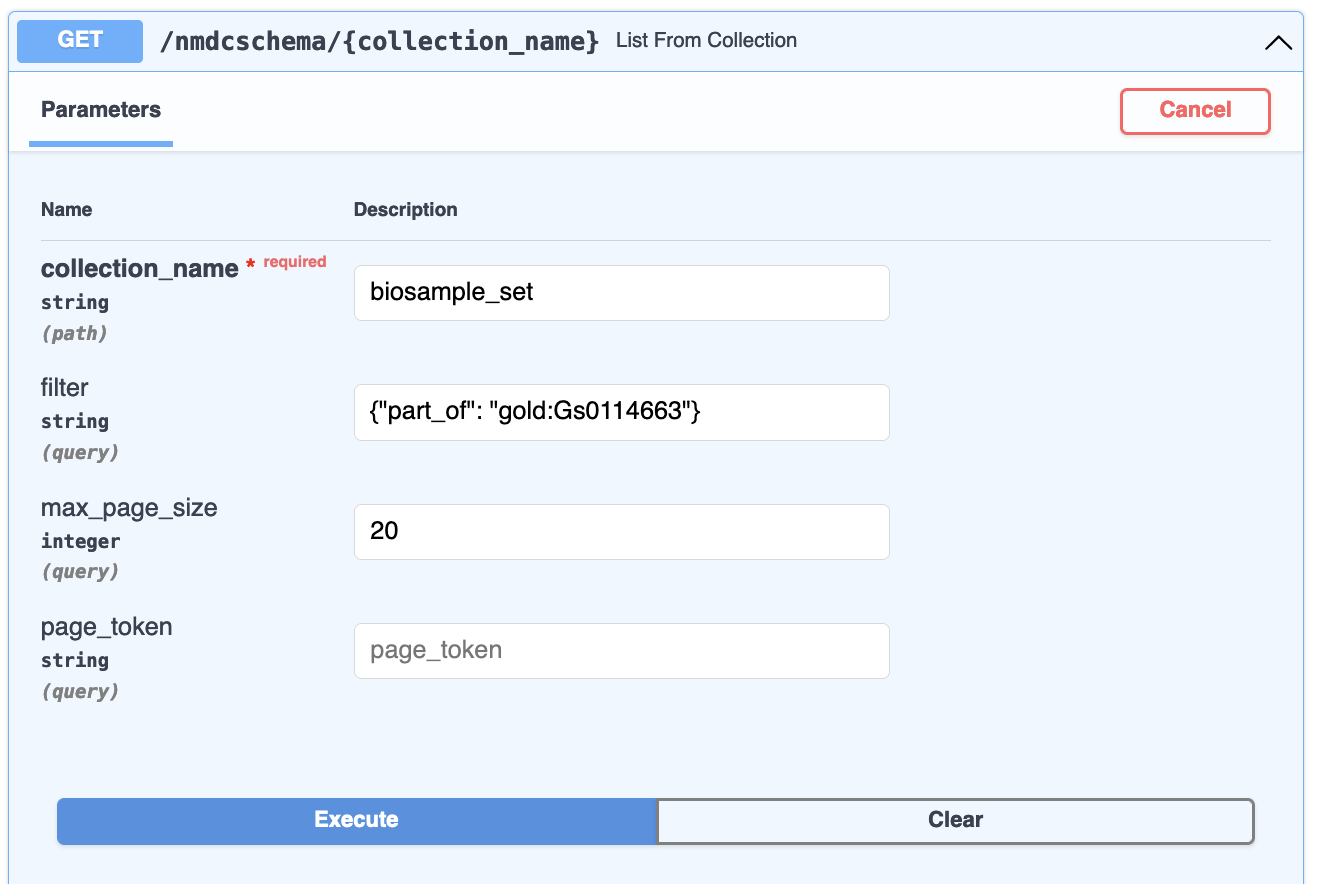 GET /nmdcschema/{collection_name} List From Collection
Parameters
Cancel
Name Description
collection_name * required
string
(path)
biosample_set
filter
string
(query)
{"part_of": "gold:Gs0114663"}
max_page_size
integer
(query)
20
page_token
string
(query)
page_token
Execute
Clear